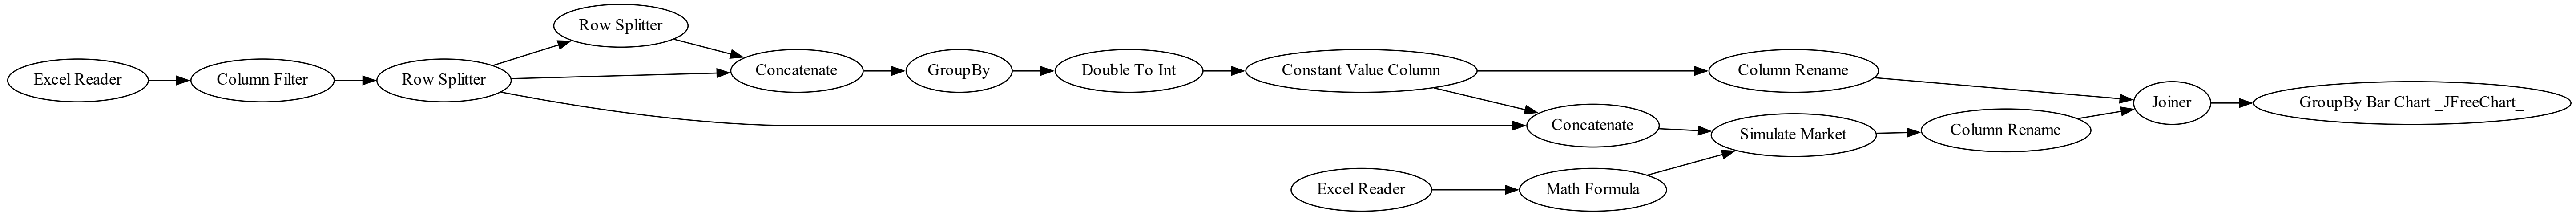 Excel Reader
Column Filter
Row Splitter
Row Splitter
Concatenate
GroupBy
Double To Int
Constant Value Column
Column Rename
Concatenate
Simulate Market
Column Rename
Joiner
GroupBy Bar Chart _JFreeChart_
Excel Reader
Math Formula